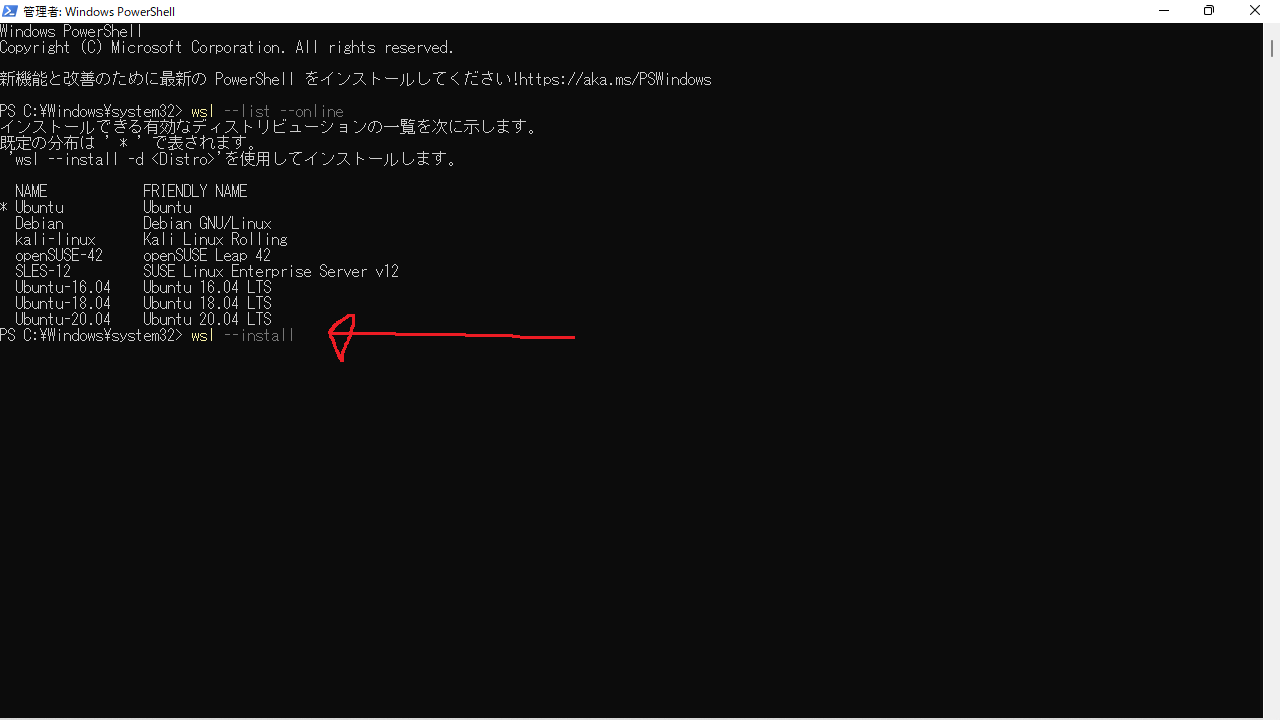 管理者: Windows PowerShell
Windows PowerShell
Copyright (C) Microsoft Corporation. All rights reserved.
新機能と改善のために最新の PowerShell をインストールしてください!https://aka.ms/PSWindows
PS C:¥Windows¥system32> wsl --list --online
インストールできる有効なディストリビューションの一覧を次に示します。
既定の分布は ' * ' で表されます。
'wsl --install -d <Distro>'を使用してインストールします。
NAME FRIENDLY NAME
* Ubuntu Ubuntu
Debian Debian GNU/Linux
kali-linux Kali Linux Rolling
openSUSE-42 openSUSE Leap 42
SLES-12 SUSE Linux Enterprise Server v12
Ubuntu-16.04 Ubuntu 16.04 LTS
Ubuntu-18.04 Ubuntu 18.04 LTS
Ubuntu-20.04 Ubuntu 20.04 LTS
PS C:¥Windows¥system32> wsl --install